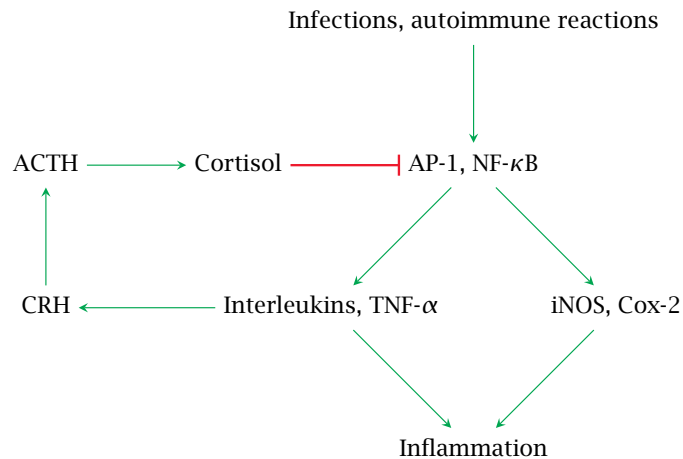 Infections, autoimmune reactions
ACTH
Cortisol
AP-1, NF-κB
CRH
Interleukins, TNF-α
iNOS, Cox-2
Inflammation